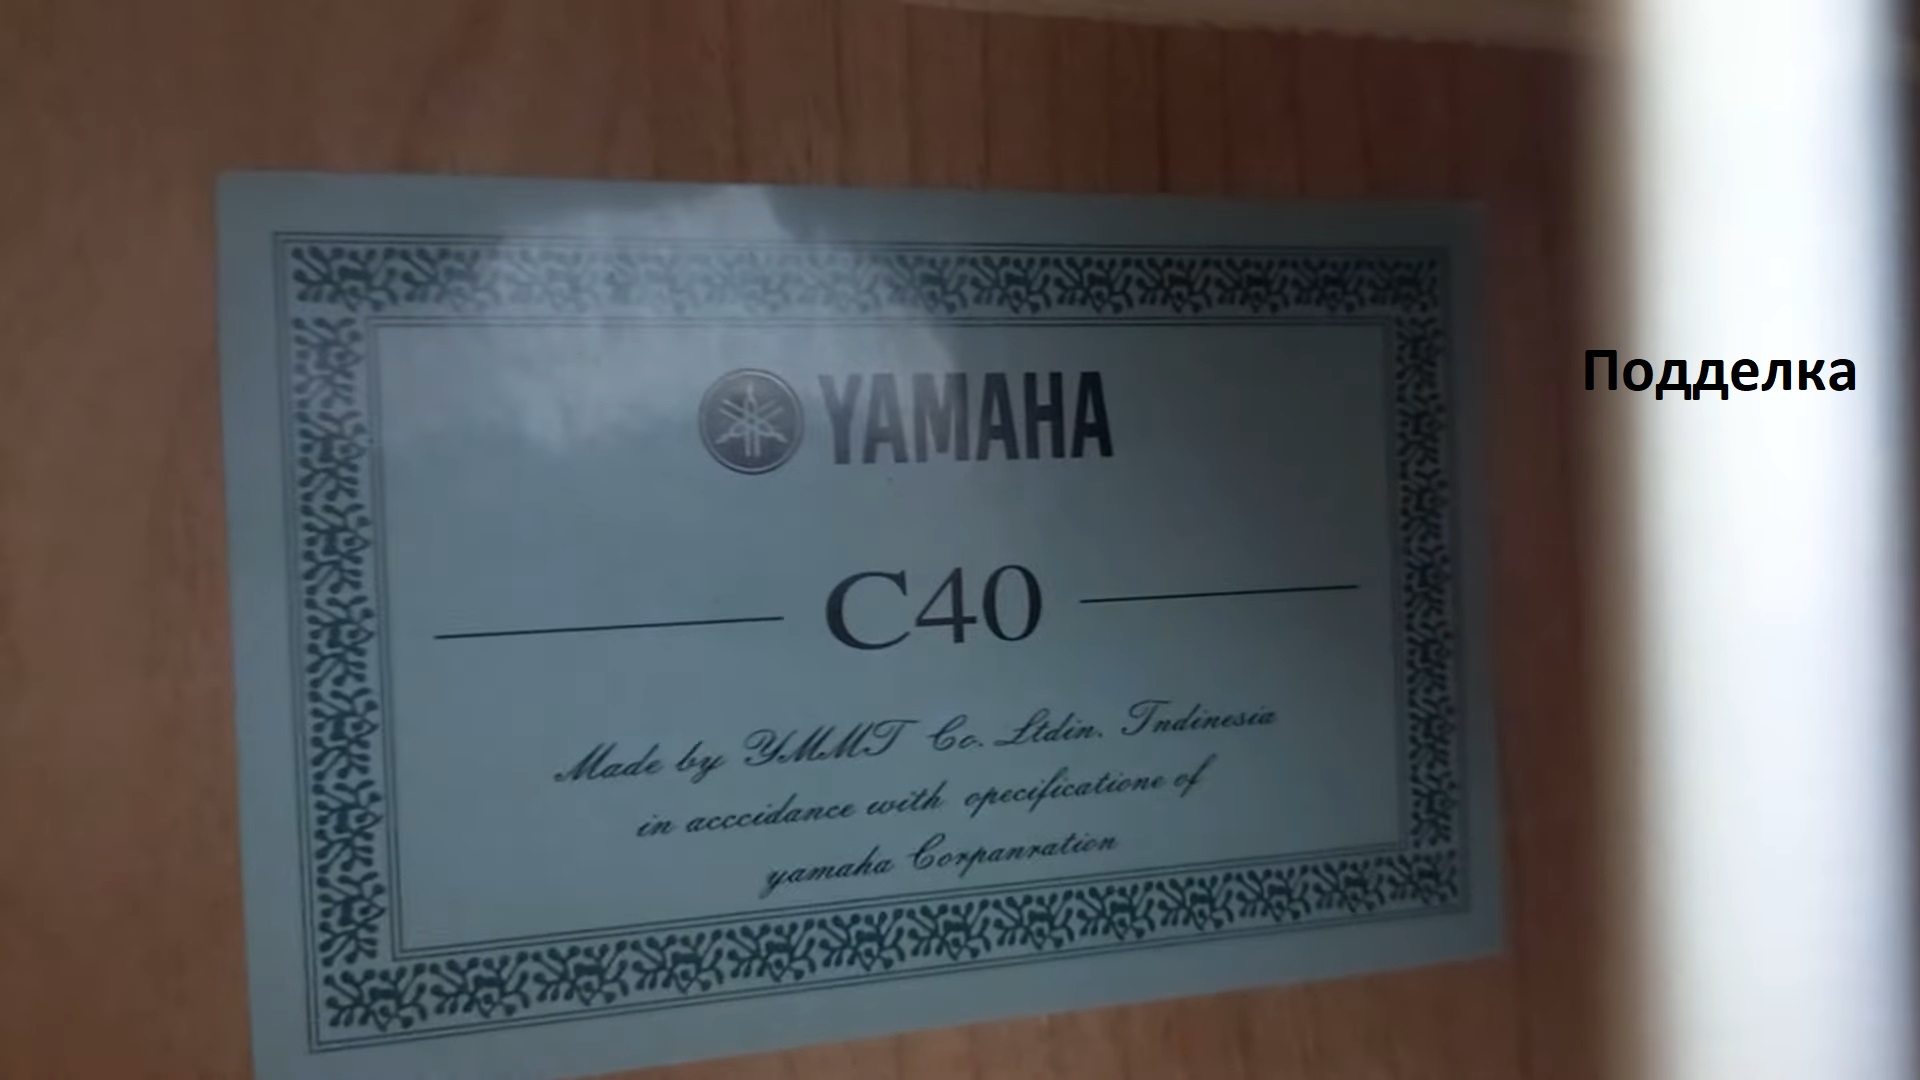 YAMAHA
Подделка
C40
Made by YMMT Co. Ltdin. Indinesia
in acccidance with opecificatione of
yamaha Corpanration